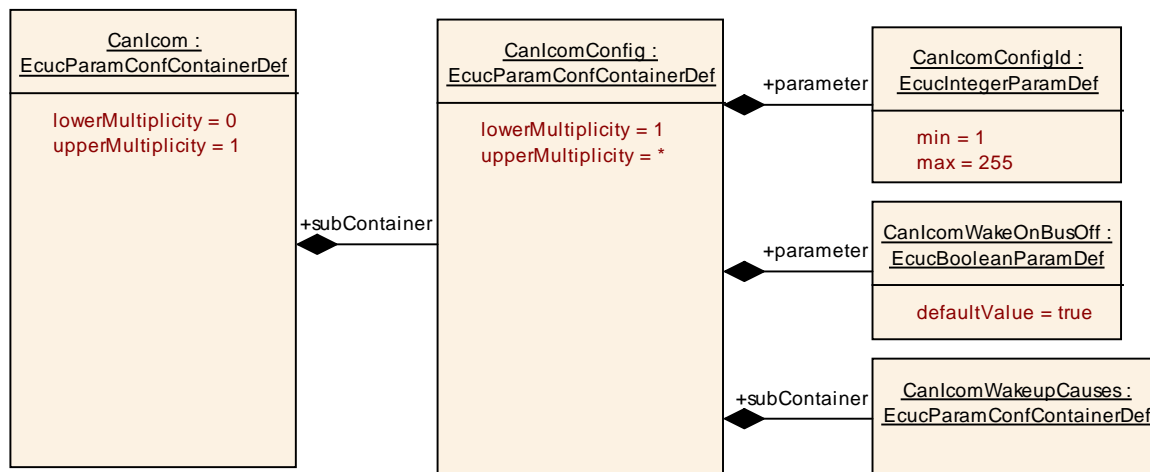 CanIcom :
EcucParamConfContainerDef
lowerMultiplicity = 0
upperMultiplicity = 1
+subContainer
CanIcomConfig :
EcucParamConfContainerDef
lowerMultiplicity = 1
upperMultiplicity = *
+parameter
CanIcomConfigId :
EcucIntegerParamDef
min = 1
max = 255
+parameter
CanIcomWakeOnBusOff :
EcucBooleanParamDef
defaultValue = true
+subContainer
CanIcomWakeupCauses :
EcucParamConfContainerDef